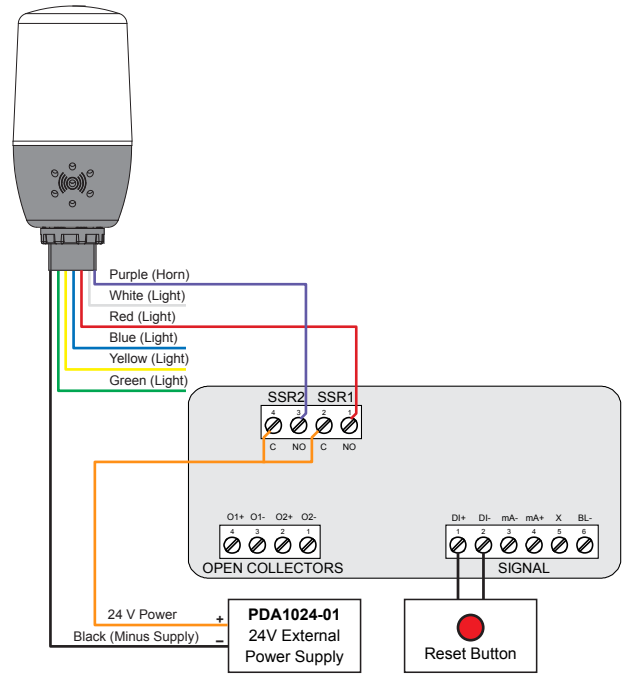 Purple (Horn)
White (Light)
Red (Light)
Blue (Light)
Yellow (Light)
Green (Light)
SSR2 SSR1
4 3 2 1
C NO C NO
O1+ O1- O2+ O2-
4 3 2 1
OPEN COLLECTORS
DI+ DI- mA- mA+ X BL-
1 2 3 4 5 6
SIGNAL
24 V Power +
Black (Minus Supply) –
PDA1024-01
24V External
Power Supply
Reset Button